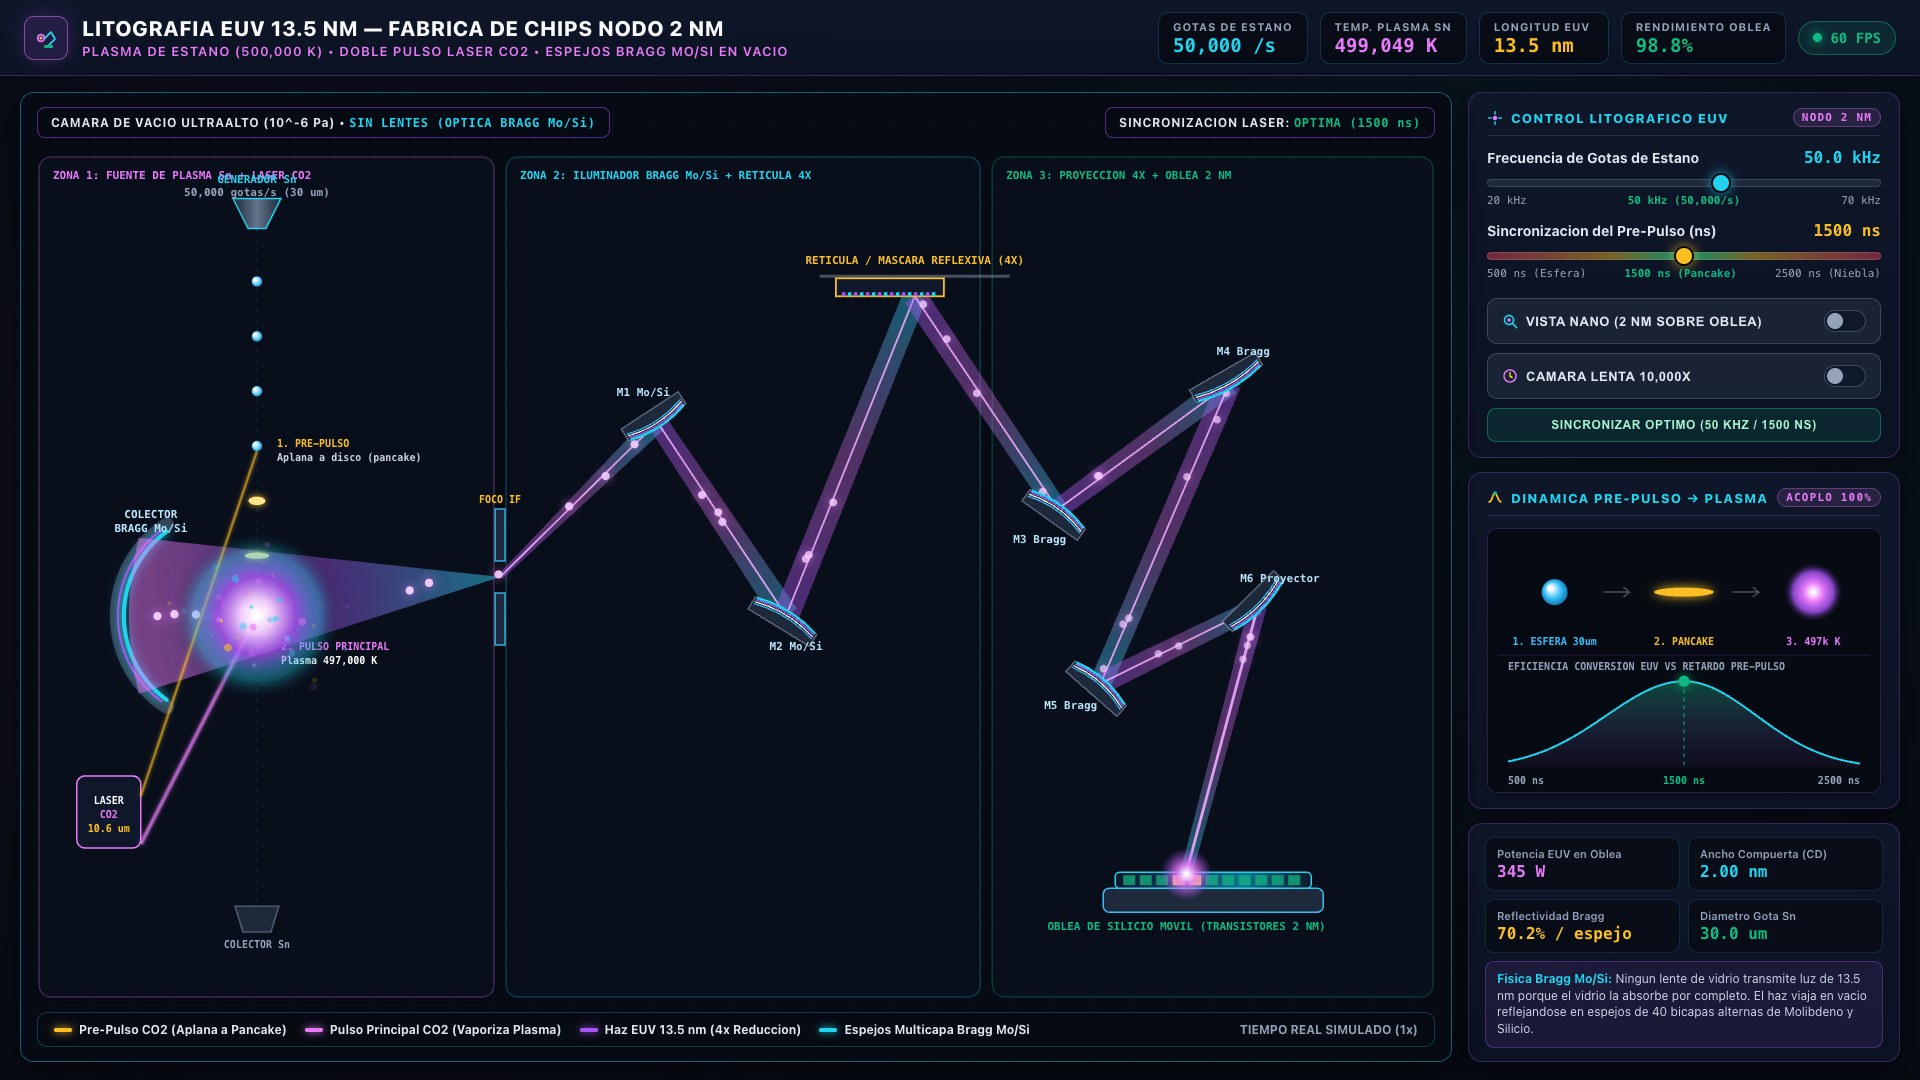 LITOGRAFIA EUV 13.5 NM — FABRICA DE CHIPS NODO 2 NM
PLASMA DE ESTANO (500,000 K) • DOBLE PULSO LASER CO2 • ESPEJOS BRAGG MO/SI EN VACIO
GOTAS DE ESTANO
50,000 /s
TEMP. PLASMA SN
499,049 K
LONGITUD EUV
13.5 nm
RENDIMIENTO OBLEA
98.8%
60 FPS
CAMARA DE VACIO ULTRAALTO (10^-6 Pa) • SIN LENTES (OPTICA BRAGG Mo/Si)
SINCRONIZACION LASER: OPTIMA (1500 ns)
ZONA 1: FUENTE DE PLASMA Sn + LASER CO2
GENERADOR Sn
50,000 gotas/s (30 um)
1. PRE-PULSO
Aplana a disco (pancake)
COLECTOR
BRAGG Mo/Si
FOCO IF
2. PULSO PRINCIPAL
Plasma 497,000 K
LASER
CO2
10.6 um
COLECTOR Sn
ZONA 2: ILUMINADOR BRAGG Mo/Si + RETICULA 4X
RETICULA / MASCARA REFLEXIVA (4X)
M1 Mo/Si
M2 Mo/Si
ZONA 3: PROYECCION 4X + OBLEA 2 NM
M4 Bragg
M3 Bragg
M6 Proyector
M5 Bragg
OBLEA DE SILICIO MOVIL (TRANSISTORES 2 NM)
Pre-Pulso CO2 (Aplana a Pancake)
Pulso Principal CO2 (Vaporiza Plasma)
Haz EUV 13.5 nm (4x Reduccion)
Espejos Multicapa Bragg Mo/Si
TIEMPO REAL SIMULADO (1x)
CONTROL LITOGRAFICO EUV
NODO 2 NM
Frecuencia de Gotas de Estano
50.0 kHz
20 kHz
50 kHz (50,000/s)
70 kHz
Sincronizacion del Pre-Pulso (ns)
1500 ns
500 ns (Esfera)
1500 ns (Pancake)
2500 ns (Niebla)
VISTA NANO (2 NM SOBRE OBLEA)
CAMARA LENTA 10,000X
SINCRONIZAR OPTIMO (50 KHZ / 1500 NS)
DINAMICA PRE-PULSO → PLASMA
ACOPLO 100%
1. ESFERA 30um
2. PANCAKE
3. 497k K
EFICIENCIA CONVERSION EUV VS RETARDO PRE-PULSO
500 ns
1500 ns
2500 ns
Potencia EUV en Oblea
345 W
Ancho Compuerta (CD)
2.00 nm
Reflectividad Bragg
70.2% / espejo
Diametro Gota Sn
30.0 um
Fisica Bragg Mo/Si: Ningun lente de vidrio transmite luz de 13.5
nm porque el vidrio la absorbe por completo. El haz viaja en vacio
reflejandose en espejos de 40 bicapas alternas de Molibdeno y
Silicio.